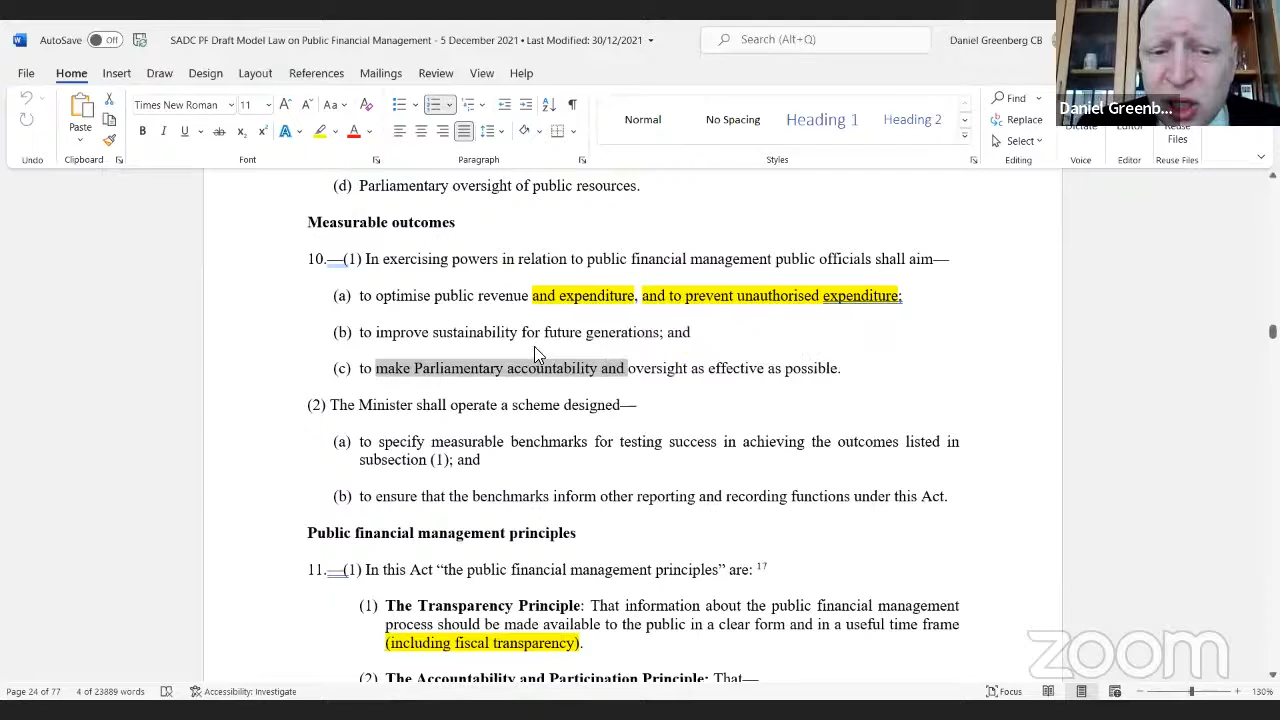 AutoSave Off SADC PF Draft Model Law on Public Financial Management - 5 December 2021 • Last Modified: 30/12/2021 Search (Alt+Q) Daniel Greenberg CB
File Home Insert Draw Design Layout References Mailings Review View Help
Daniel Greenb...
Times New Roman 11 Normal No Spacing Heading 1 Heading 2 Find
Paste Replace
Select Dictate Editor Reuse
Files
Undo Clipboard Font Paragraph Styles Editing Voice Editor Reuse Files
(d) Parliamentary oversight of public resources.
Measurable outcomes
10.—(1) In exercising powers in relation to public financial management public officials shall aim—
(a) to optimise public revenue and expenditure, and to prevent unauthorised expenditure;
(b) to improve sustainability for future generations; and
(c) to make Parliamentary accountability and oversight as effective as possible.
(2) The Minister shall operate a scheme designed—
(a) to specify measurable benchmarks for testing success in achieving the outcomes listed in
subsection (1); and
(b) to ensure that the benchmarks inform other reporting and recording functions under this Act.
Public financial management principles
11.—(1) In this Act “the public financial management principles” are: 17
(1) The Transparency Principle: That information about the public financial management
process should be made available to the public in a clear form and in a useful time frame
(including fiscal transparency).
(2) The Accountability and Participation Principle: That—
zoom
Page 24 of 77 4 of 23889 words Accessibility: Investigate Focus 130%